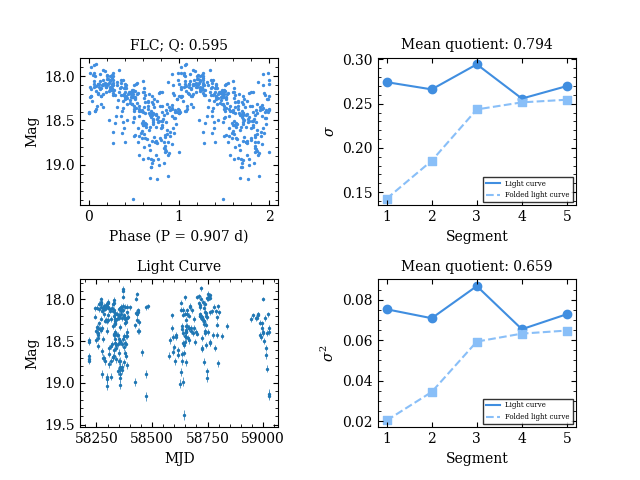 FLC; Q: 0.595
Mag
18.0
18.5
19.0
0
1
2
Phase (P = 0.907 d)
Mean quotient: 0.794
σ
0.30
0.25
0.20
0.15
1
2
3
4
5
Segment
Light curve
Folded light curve
Light Curve
Mag
18.0
18.5
19.0
19.5
58250
58500
58750
59000
MJD
Mean quotient: 0.659
σ²
0.08
0.06
0.04
0.02
1
2
3
4
5
Segment
Light curve
Folded light curve